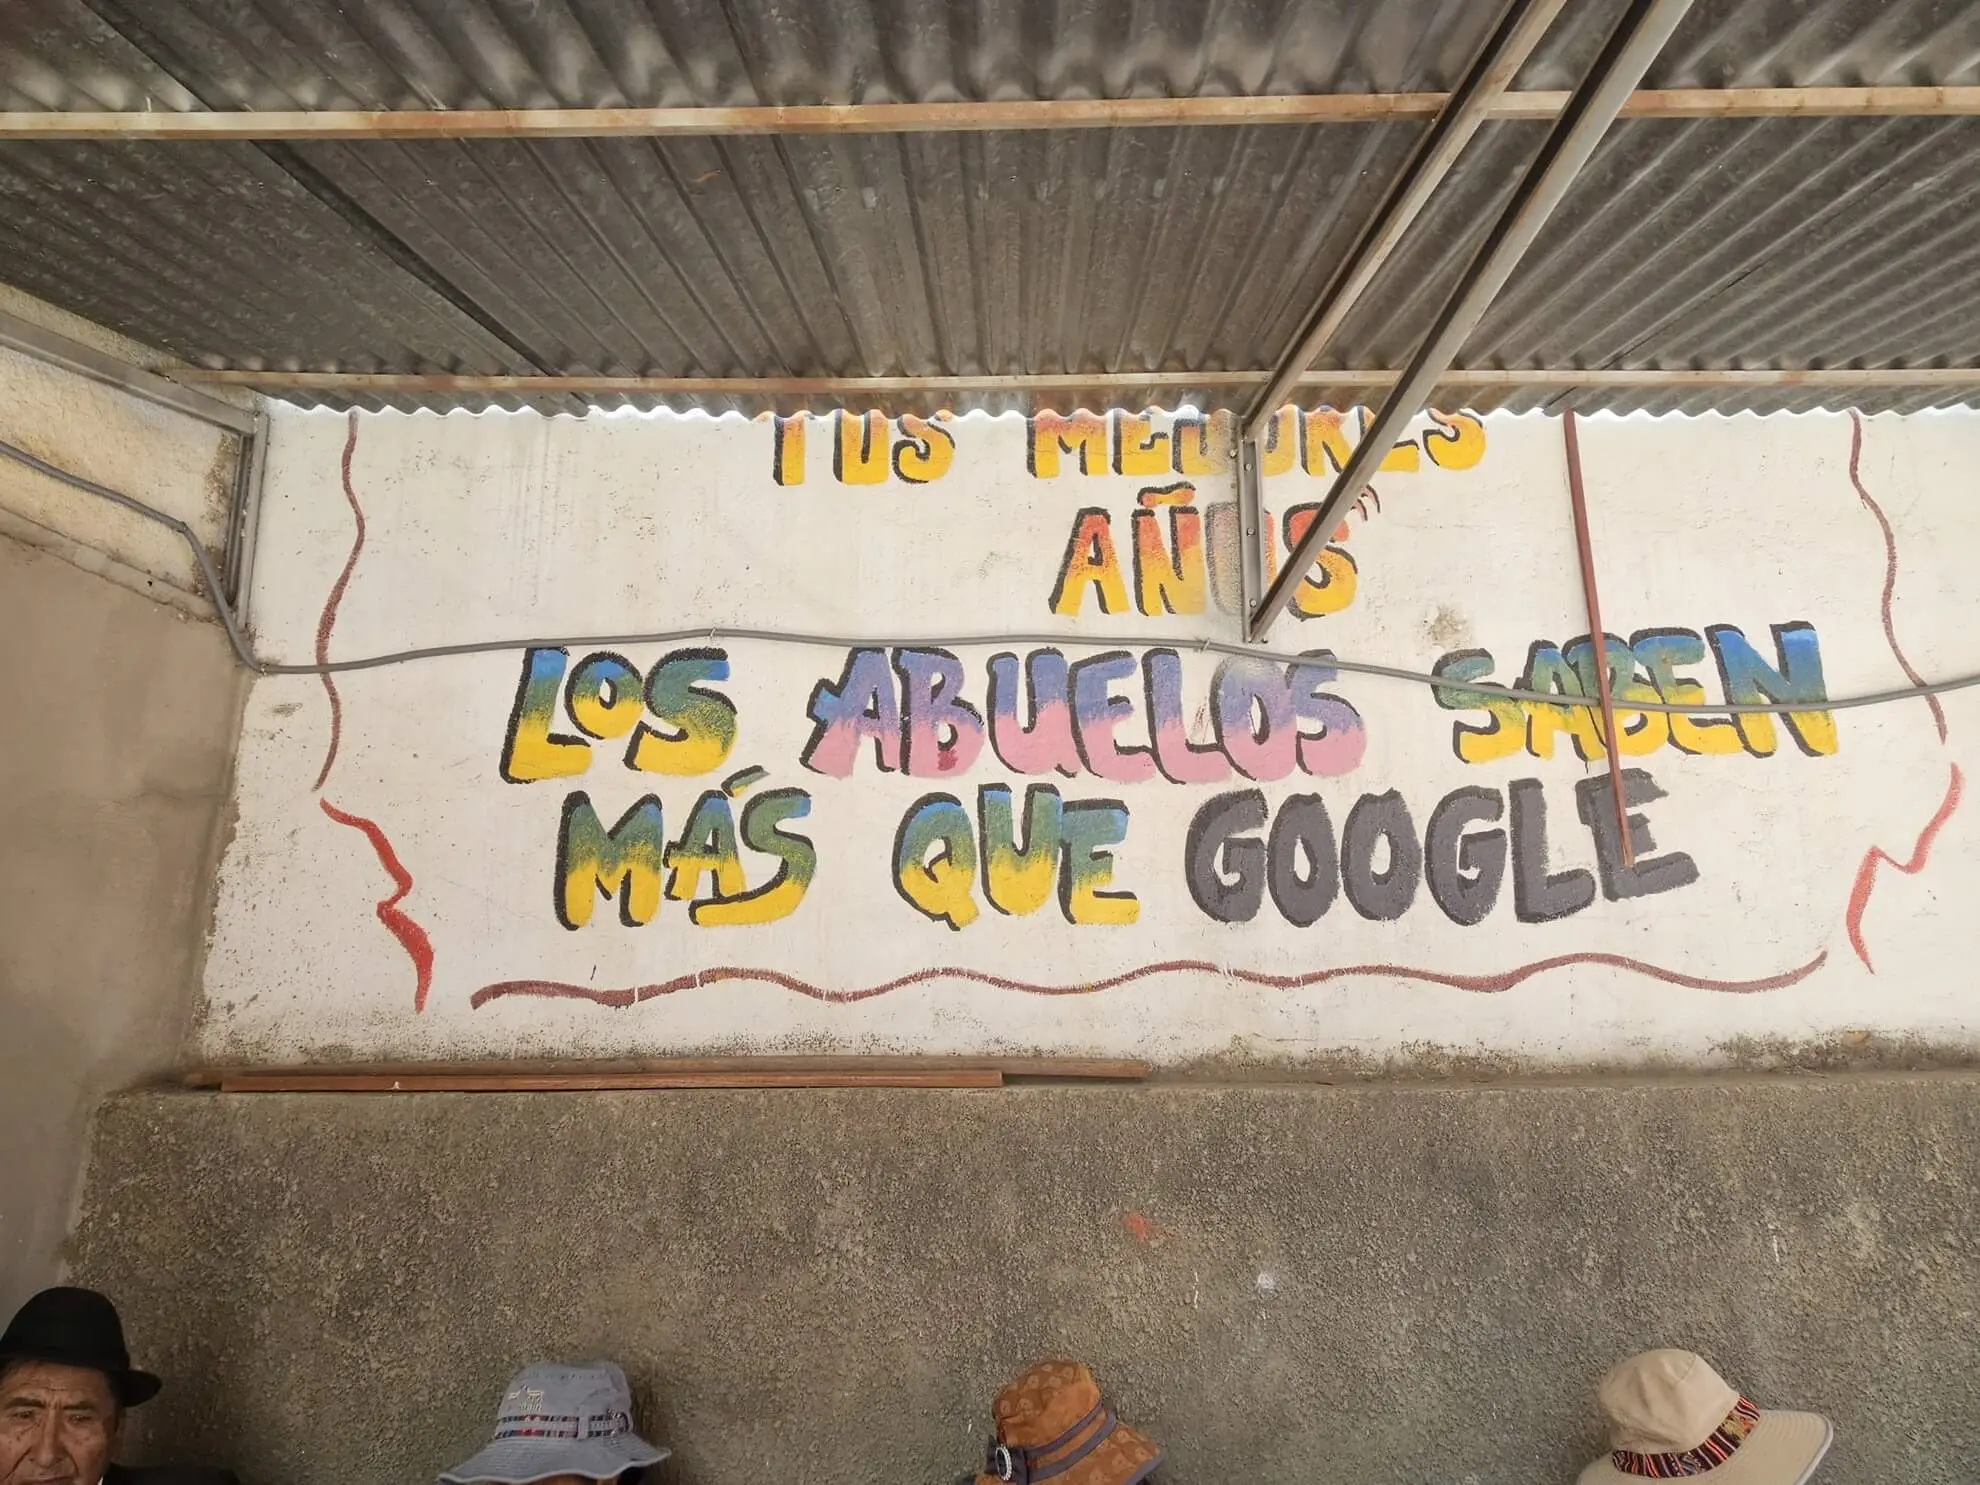 TUS MEJORES
AÑOS"
LOS ABUELOS SABEN
MÁS QUE GOOGLE